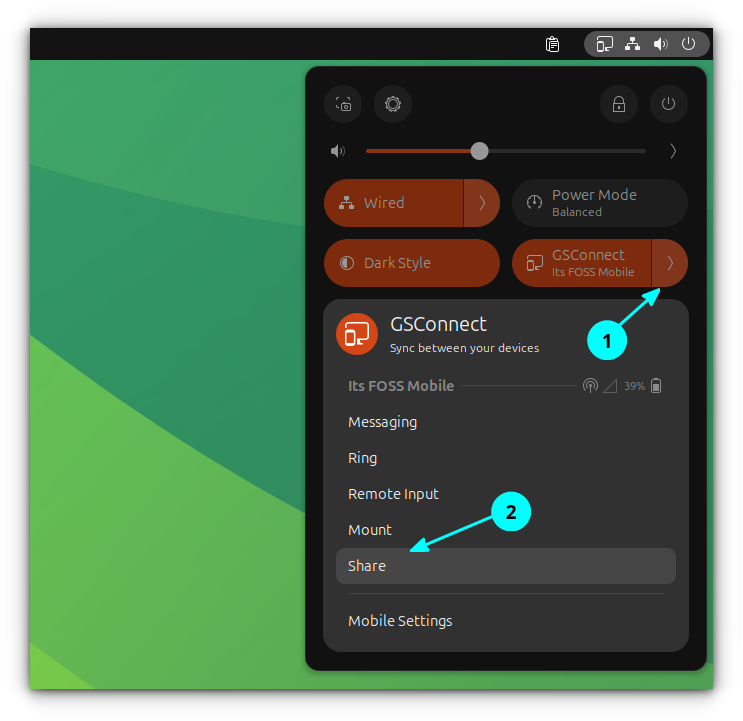 Wired
Power Mode
Balanced
Dark Style
GSConnect
Its FOSS Mobile
1
GSConnect
Sync between your devices
Its FOSS Mobile 39%
Messaging
Ring
Remote Input
2
Mount
Share
Mobile Settings